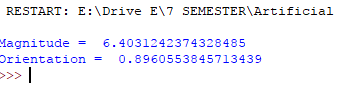 RESTART: E:\Drive E\7 SEMESTER\Artificial
Magnitude =  6.4031242374328485
Orientation =  0.8960553845713439
>>>